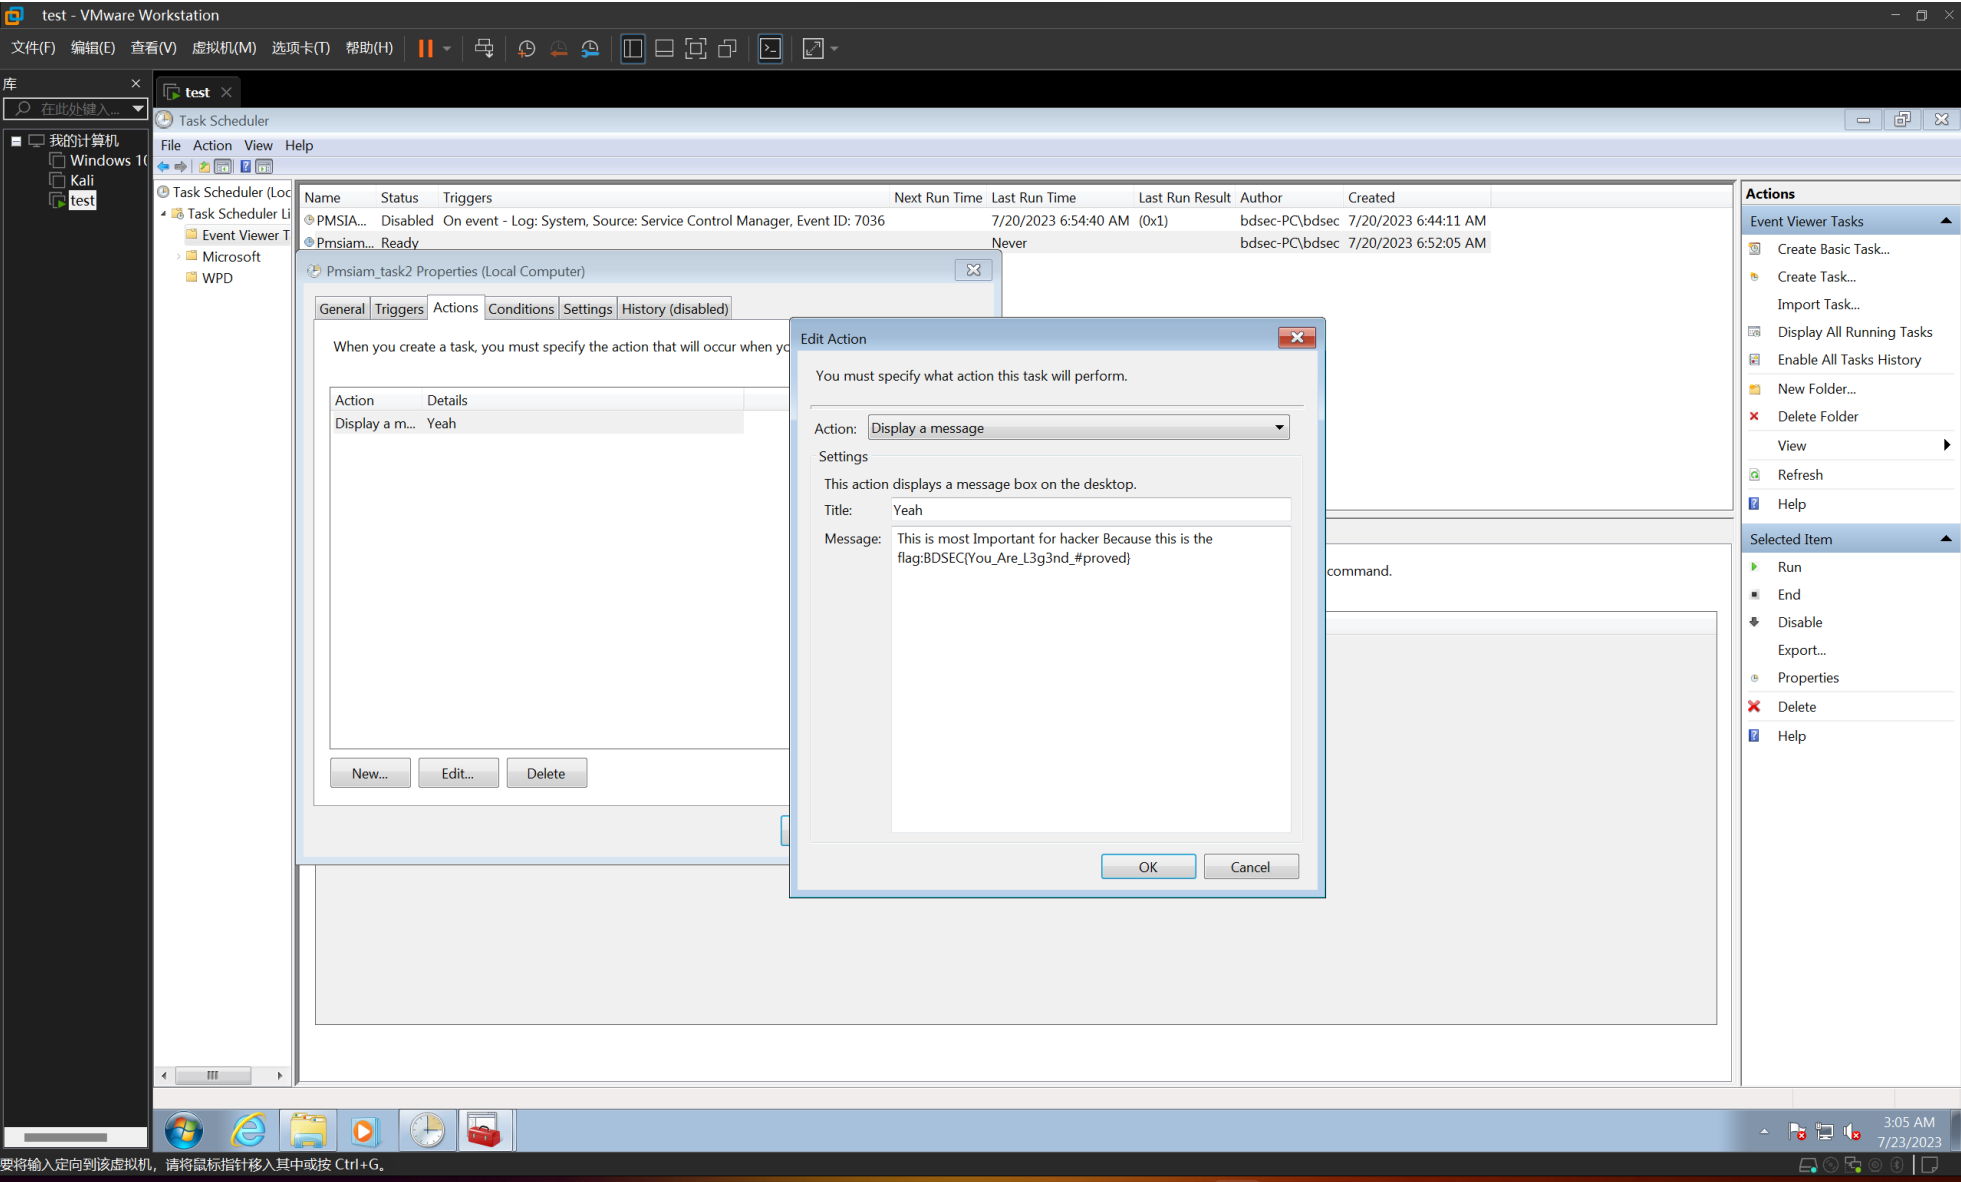 test - VMware Workstation
文件(F) 编辑(E) 查看(V) 虚拟机(M) 选项卡(T) 帮助(H)
库
test
在此处键入...
Task Scheduler
我的计算机
File Action View Help
Windows 10
Kali
test
Task Scheduler (Loc
Task Scheduler Li
Event Viewer T
Microsoft
WPD
Name Status Triggers Next Run Time Last Run Time Last Run Result Author Created
PMSIA... Disabled On event - Log: System, Source: Service Control Manager, Event ID: 7036 7/20/2023 6:54:40 AM (0x1) bdsec-PC\bdsec 7/20/2023 6:44:11 AM
Pmsiam... Ready Never bdsec-PC\bdsec 7/20/2023 6:52:05 AM
Pmsiam_task2 Properties (Local Computer)
General Triggers Actions Conditions Settings History (disabled)
When you create a task, you must specify the action that will occur when yo
Action Details
Display a m... Yeah
New... Edit... Delete
Edit Action
You must specify what action this task will perform.
Action: Display a message
Settings
This action displays a message box on the desktop.
Title: Yeah
Message: This is most Important for hacker Because this is the
flag:BDSEC{You_Are_L3g3nd_#proved}
OK Cancel
command.
Actions
Event Viewer Tasks
Create Basic Task...
Create Task...
Import Task...
Display All Running Tasks
Enable All Tasks History
New Folder...
Delete Folder
View
Refresh
Help
Selected Item
Run
End
Disable
Export...
Properties
Delete
Help
3:05 AM
7/23/2023
要将输入定向到该虚拟机，请将鼠标指针移入其中或按 Ctrl+G。